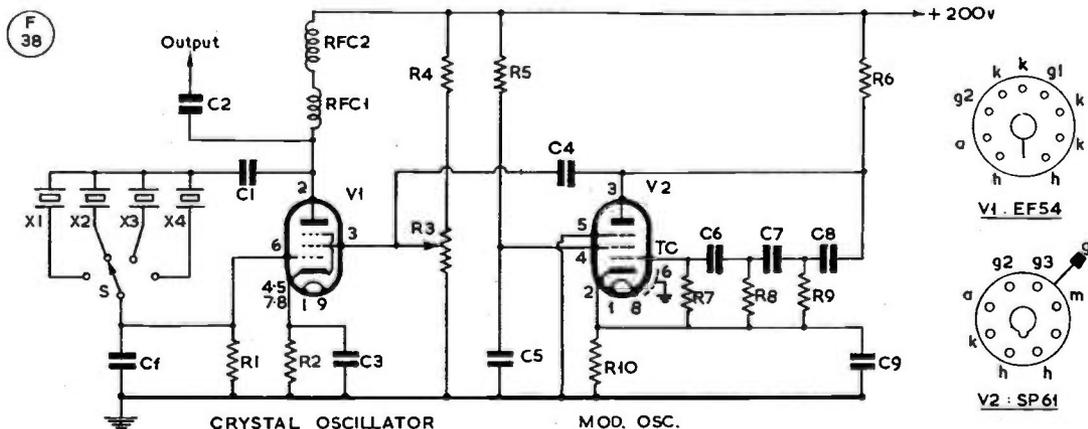 F
38
Output
RFC2
RFC1
C2
C1
X1 X2 X3 X4
S
Cf
R1
R2
C3
2
V1
6
3
4·5
7·8
1 9
R3
R4
R5
C4
C5
+ 200v
R6
3
V2
5
4
TC
2
1
8
6
C6
C7
C8
R7
R8
R9
R10
C9
CRYSTAL OSCILLATOR
MOD. OSC.
k
k g1
g2 k
a k
h h
V1 . EF54
g
g2 g3
a m
k
h h
V2 : SP61